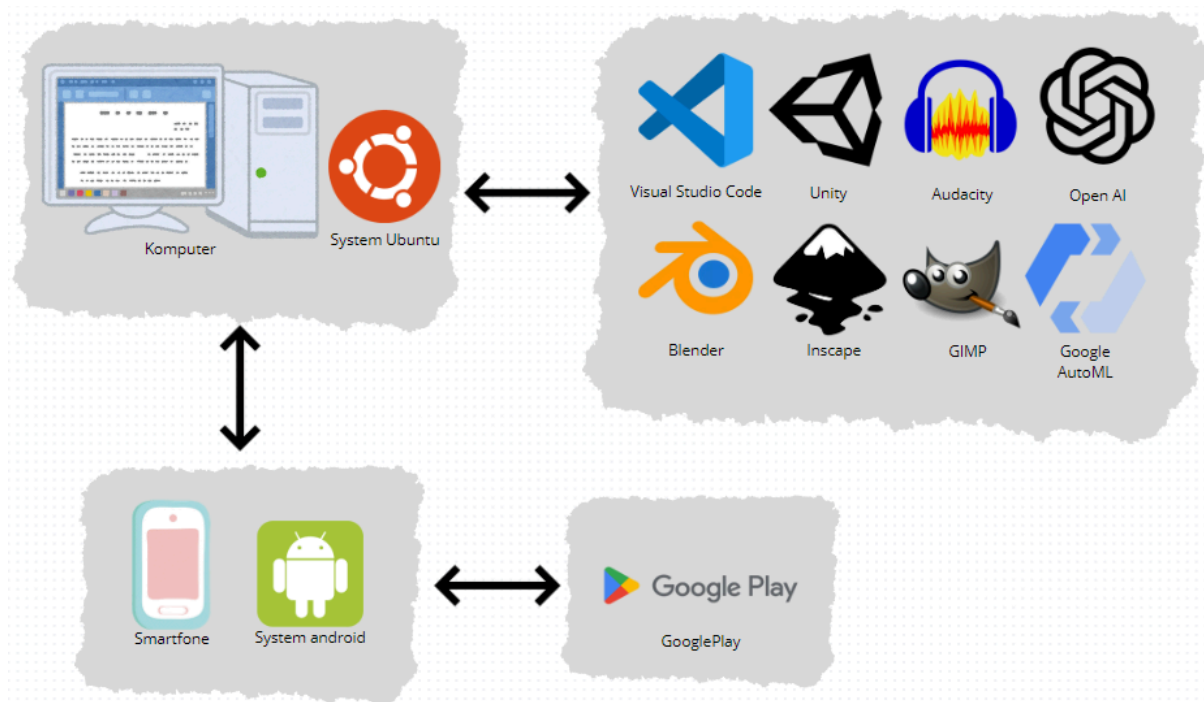 Komputer
System Ubuntu
Visual Studio Code
Unity
Audacity
Open AI
Blender
Inscape
GIMP
Google
AutoML
Smartfone
System android
Google Play
GooglePlay